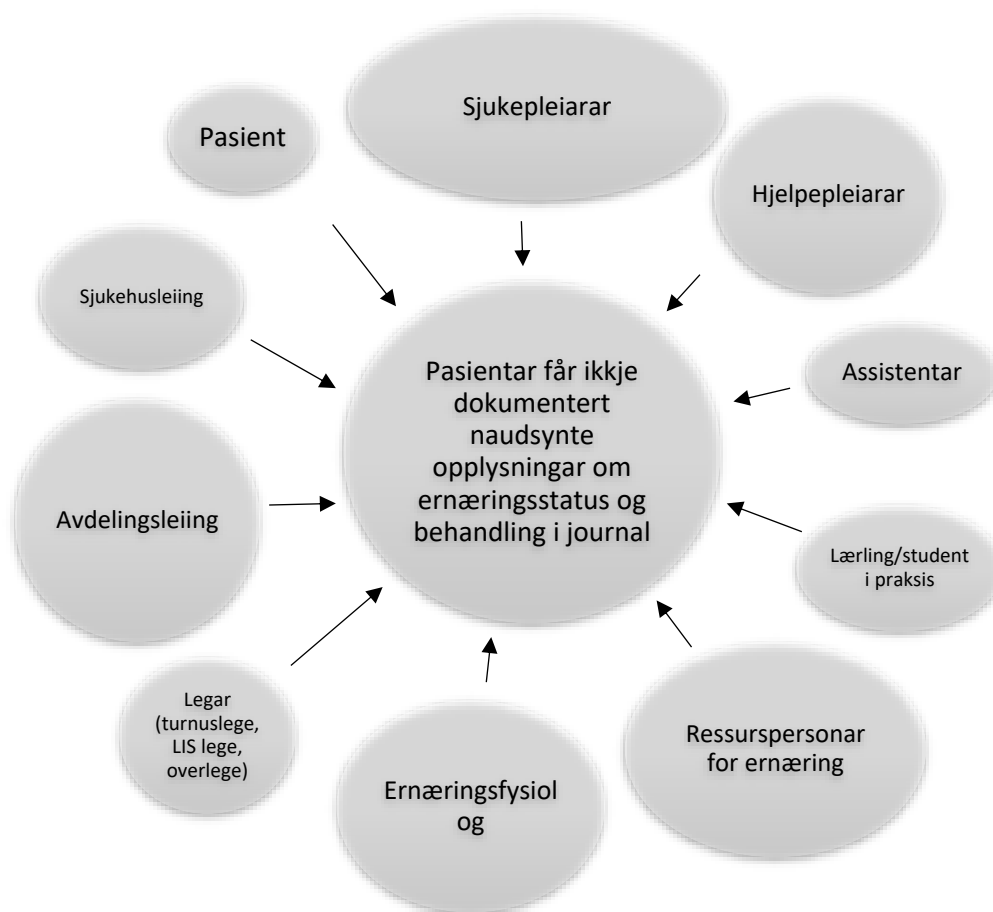 Sjukepleiarar
Pasient
Hjelpepleiarar
Sjukehusleiing
Assistentar
Pasientar får ikkje
dokumentert
naudsynte
opplysningar om
ernæringsstatus og
behandling i journal
Avdelingsleiing
Lærling/student
i praksis
Legar
(turnuslege,
LIS lege,
overlege)
Ressurspersonar
for ernæring
Ernæringsfysiol
og